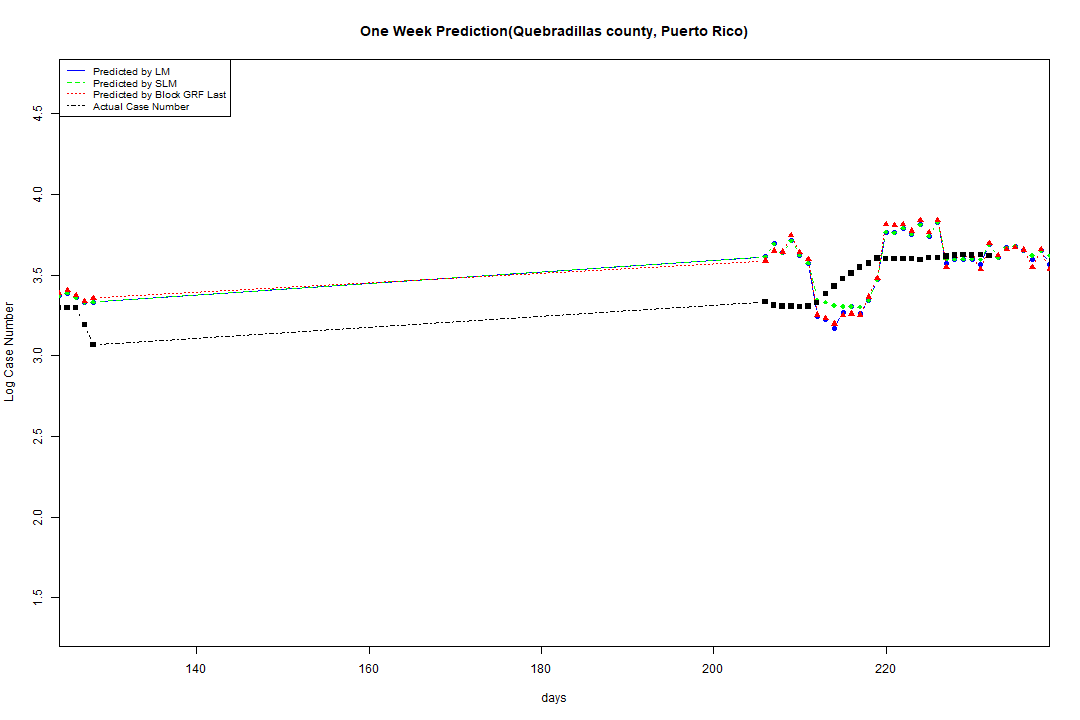 One Week Prediction(Quebradillas county, Puerto Rico)
Predicted by LM
Predicted by SLM
Predicted by Block GRF Last
Actual Case Number
4.5
4.0
3.5
3.0
2.5
2.0
1.5
Log Case Number
140 160 180 200 220
days